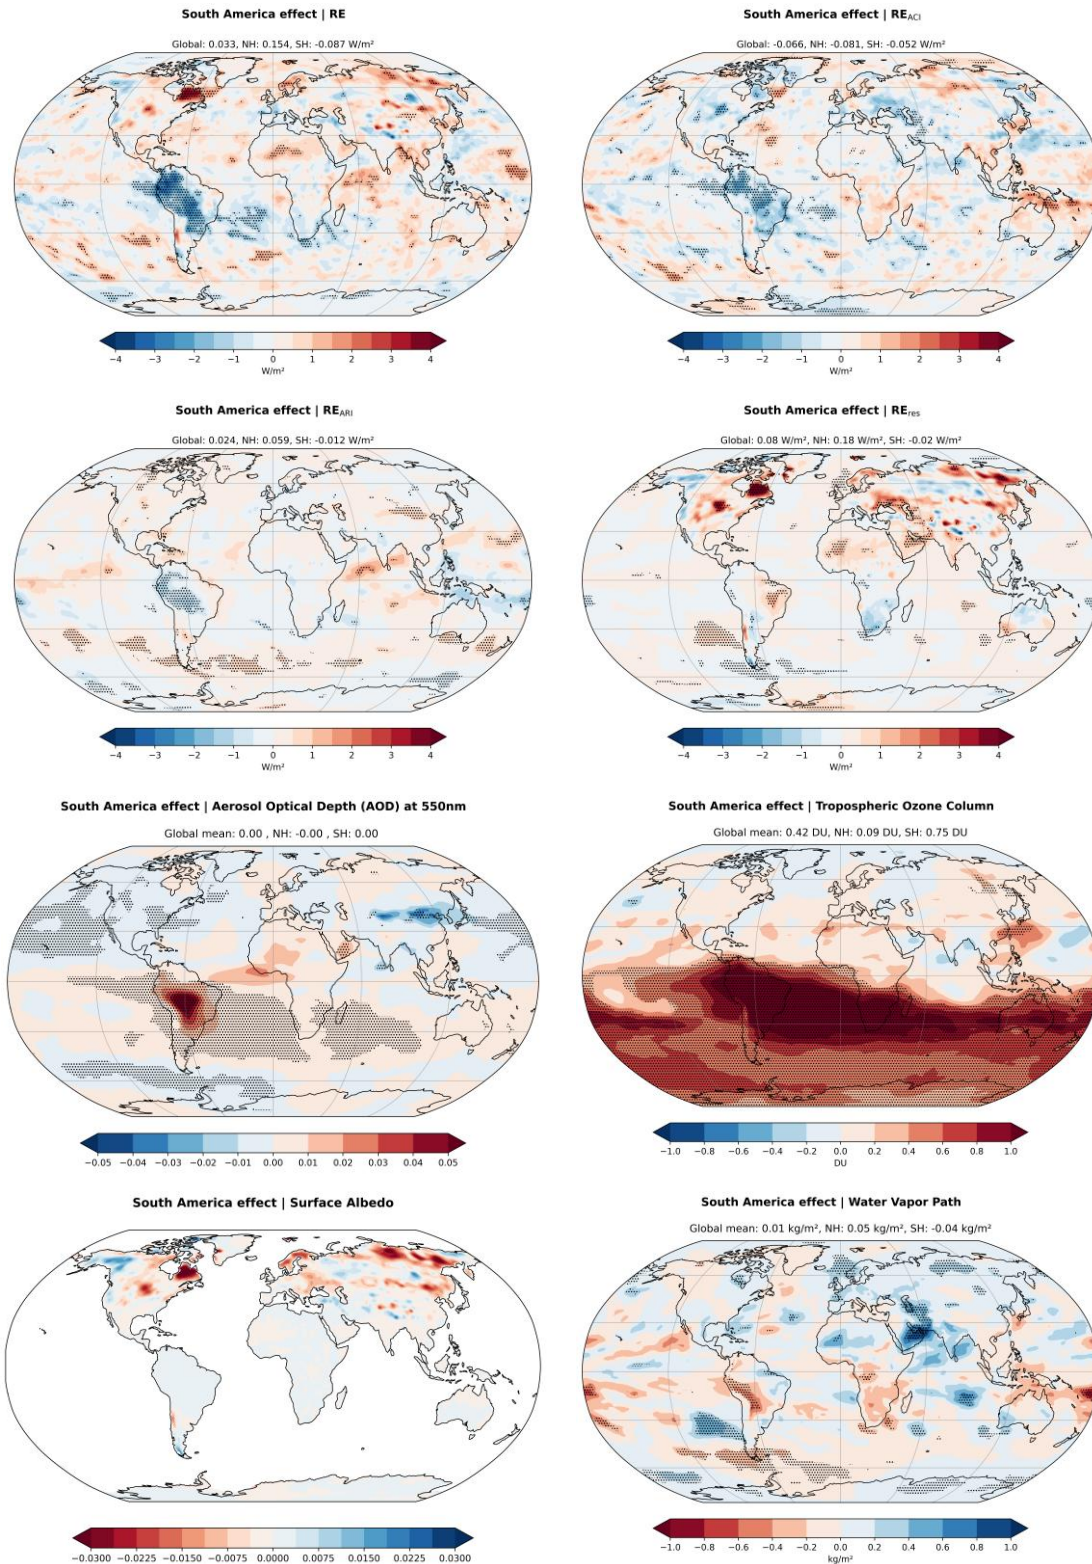 South America effect | RE
Global: 0.033, NH: 0.154, SH: -0.087 W/m²
−4 −3 −2 −1 0 1 2 3 4
W/m²
South America effect | RE_ACI
Global: -0.066, NH: -0.081, SH: -0.052 W/m²
−4 −3 −2 −1 0 1 2 3 4
W/m²
South America effect | RE_ARI
Global: 0.024, NH: 0.059, SH: -0.012 W/m²
−4 −3 −2 −1 0 1 2 3 4
W/m²
South America effect | RE_res
Global: 0.08 W/m², NH: 0.18 W/m², SH: -0.02 W/m²
−4 −3 −2 −1 0 1 2 3 4
W/m²
South America effect | Aerosol Optical Depth (AOD) at 550nm
Global mean: 0.00 , NH: -0.00 , SH: 0.00
−0.05 −0.04 −0.03 −0.02 −0.01 0.00 0.01 0.02 0.03 0.04 0.05
South America effect | Tropospheric Ozone Column
Global mean: 0.42 DU, NH: 0.09 DU, SH: 0.75 DU
−1.0 −0.8 −0.6 −0.4 −0.2 0.0 0.2 0.4 0.6 0.8 1.0
DU
South America effect | Surface Albedo
−0.0300 −0.0225 −0.0150 −0.0075 0.0000 0.0075 0.0150 0.0225 0.0300
South America effect | Water Vapor Path
Global mean: 0.01 kg/m², NH: 0.05 kg/m², SH: -0.04 kg/m²
−1.0 −0.8 −0.6 −0.4 −0.2 0.0 0.2 0.4 0.6 0.8 1.0
kg/m²